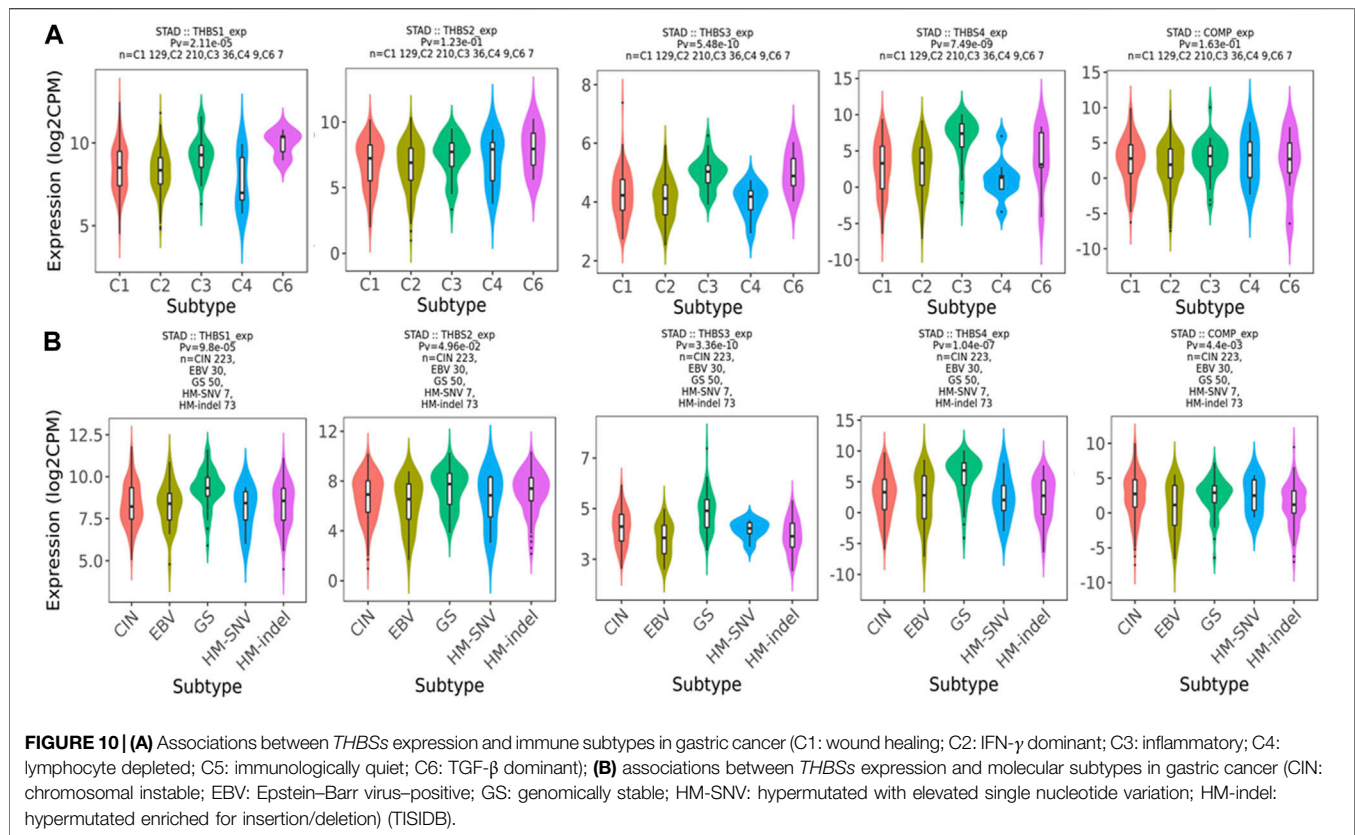 A
STAD :: THBS1_exp
Pv=2.11e-05
n=C1 129,C2 210,C3 36,C4 9,C6 7
STAD :: THBS2_exp
Pv=1.23e-01
n=C1 129,C2 210,C3 36,C4 9,C6 7
STAD :: THBS3_exp
Pv=5.48e-10
n=C1 129,C2 210,C3 36,C4 9,C6 7
STAD :: THBS4_exp
Pv=7.49e-09
n=C1 129,C2 210,C3 36,C4 9,C6 7
STAD :: COMP_exp
Pv=1.63e-01
n=C1 129,C2 210,C3 36,C4 9,C6 7
Expression (log2CPM)
10
5
C1 C2 C3 C4 C6
Subtype
10
5
0
C1 C2 C3 C4 C6
Subtype
8
6
4
2
C1 C2 C3 C4 C6
Subtype
15
10
5
0
-5
-10
C1 C2 C3 C4 C6
Subtype
15
10
5
0
-5
-10
C1 C2 C3 C4 C6
Subtype
B
STAD :: THBS1_exp
Pv=9.8e-05
n=CIN 223,
EBV 30,
GS 50,
HM-SNV 7,
HM-indel 73
STAD :: THBS2_exp
Pv=4.96e-02
n=CIN 223,
EBV 30,
GS 50,
HM-SNV 7,
HM-indel 73
STAD :: THBS3_exp
Pv=3.36e-10
n=CIN 223,
EBV 30,
GS 50,
HM-SNV 7,
HM-indel 73
STAD :: THBS4_exp
Pv=1.04e-07
n=CIN 223,
EBV 30,
GS 50,
HM-SNV 7,
HM-indel 73
STAD :: COMP_exp
Pv=4.4e-03
n=CIN 223,
EBV 30,
GS 50,
HM-SNV 7,
HM-indel 73
Expression (log2CPM)
12.5
10.0
7.5
5.0
CIN EBV GS HM-SNV HM-indel
Subtype
12
8
4
0
CIN EBV GS HM-SNV HM-indel
Subtype
7
5
3
CIN EBV GS HM-SNV HM-indel
Subtype
15
10
5
0
-5
-10
CIN EBV GS HM-SNV HM-indel
Subtype
10
5
0
-5
-10
CIN EBV GS HM-SNV HM-indel
Subtype
FIGURE 10 | (A) Associations between THBSs expression and immune subtypes in gastric cancer (C1: wound healing; C2: IFN-γ dominant; C3: inflammatory; C4:
lymphocyte depleted; C5: immunologically quiet; C6: TGF-β dominant); (B) associations between THBSs expression and molecular subtypes in gastric cancer (CIN:
chromosomal instable; EBV: Epstein–Barr virus–positive; GS: genomically stable; HM-SNV: hypermutated with elevated single nucleotide variation; HM-indel:
hypermutated enriched for insertion/deletion) (TISIDB).